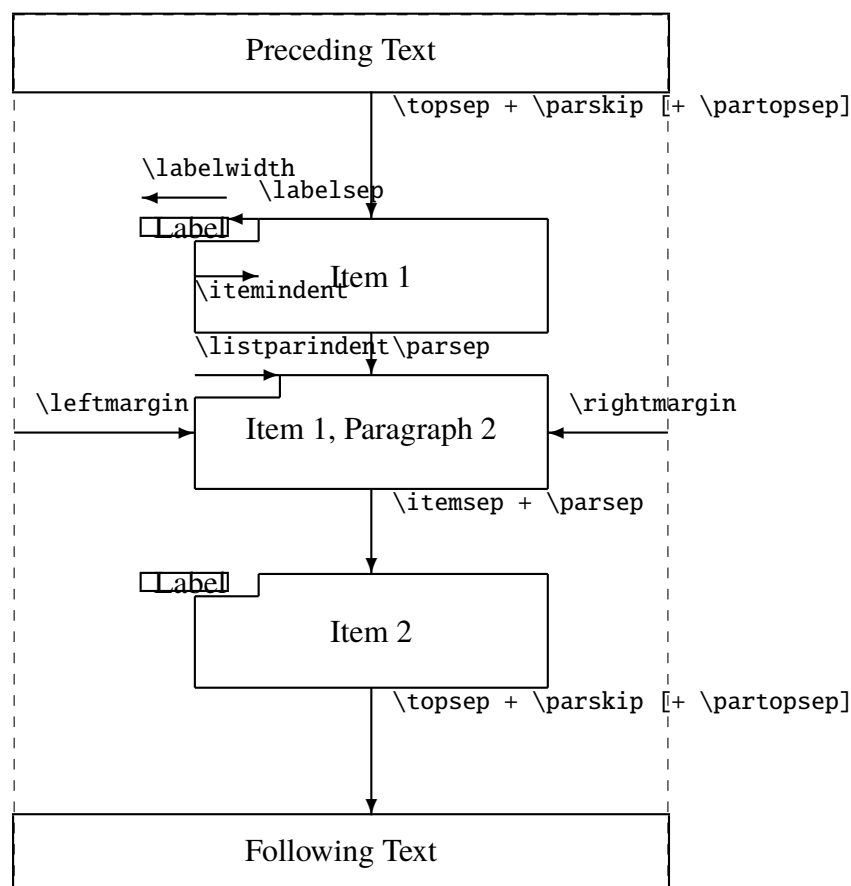 Preceding Text
\topsep + \parskip [+ \partopsep]
\labelwidth
\labelsep
Label
Item 1
\itemindent
\listparindent \parsep
\leftmargin
\rightmargin
Item 1, Paragraph 2
\itemsep + \parsep
Label
Item 2
\topsep + \parskip [+ \partopsep]
Following Text